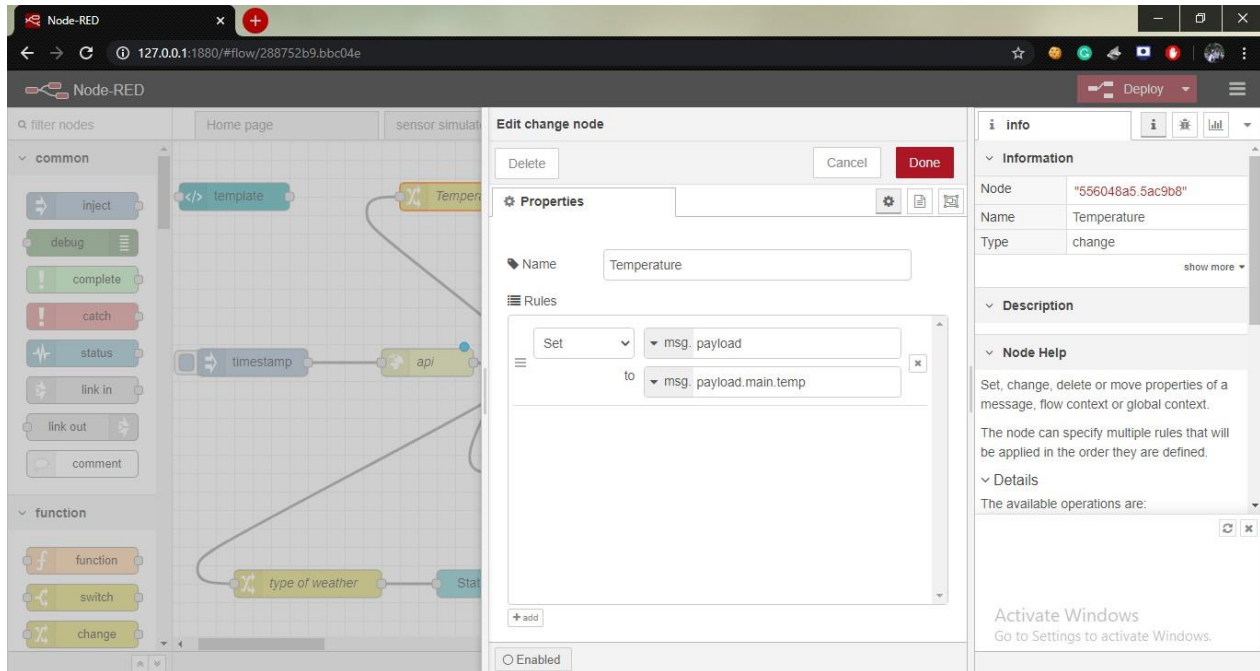 Node-RED
127.0.0.1:1880/#flow/288752b9.bbc04e
Node-RED
Deploy
filter nodes
common
inject
debug
complete
catch
status
link in
link out
comment
function
function
switch
change
Home page
sensor simulat
template
Tempera
timestamp
api
type of weather
Stat
Edit change node
Delete
Cancel
Done
Properties
Name
Temperature
Rules
Set
msg. payload
to
msg. payload.main.temp
add
Enabled
info
Information
Node "556048a5.5ac9b8"
Name Temperature
Type change
show more
Description
Node Help
Set, change, delete or move properties of a
message, flow context or global context.
The node can specify multiple rules that will
be applied in the order they are defined.
Details
The available operations are:
Activate Windows
Go to Settings to activate Windows.